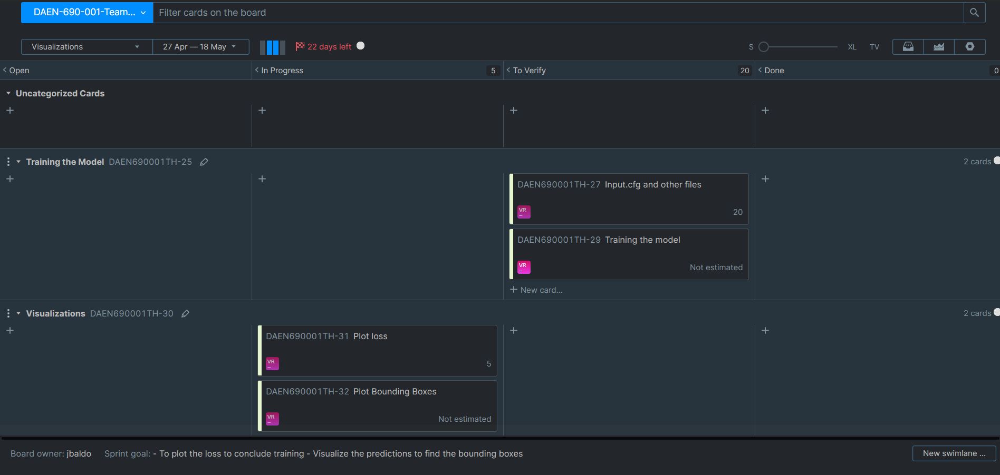 DAEN-690-001-Team...
Filter cards on the board
Visualizations
27 Apr — 18 May
22 days left
S
XL
TV
Open
In Progress
5
To Verify
20
Done
0
Uncategorized Cards
Training the Model DAEN690001TH-25
2 cards
DAEN690001TH-27 Input.cfg and other files
VR
20
DAEN690001TH-29 Training the model
VR
Not estimated
New card...
Visualizations DAEN690001TH-30
2 cards
DAEN690001TH-31 Plot loss
VR
5
DAEN690001TH-32 Plot Bounding Boxes
VR
Not estimated
Board owner: jbaldo
Sprint goal: - To plot the loss to conclude training - Visualize the predictions to find the bounding boxes
New swimlane ...